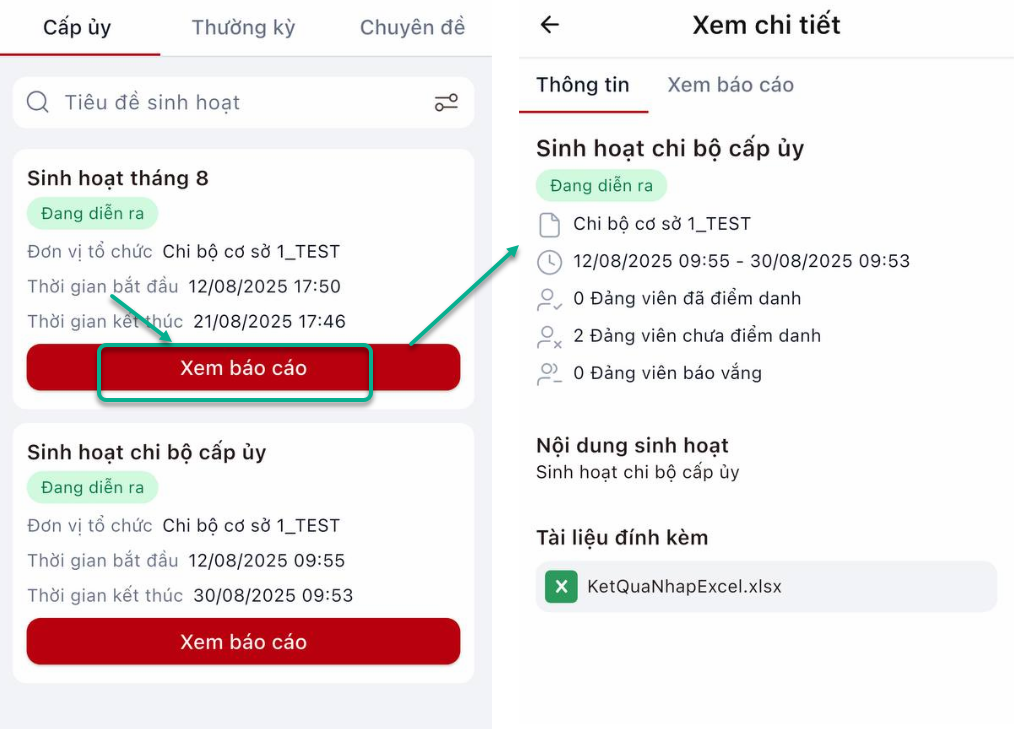 Cấp ủy
Thường kỳ
Chuyên đề
Tiêu đề sinh hoạt
Sinh hoạt tháng 8
Đang diễn ra
Đơn vị tổ chức Chi bộ cơ sở 1_TEST
Thời gian bắt đầu 12/08/2025 17:50
Thời gian kết thúc 21/08/2025 17:46
Xem báo cáo
Sinh hoạt chi bộ cấp ủy
Đang diễn ra
Đơn vị tổ chức Chi bộ cơ sở 1_TEST
Thời gian bắt đầu 12/08/2025 09:55
Thời gian kết thúc 30/08/2025 09:53
Xem báo cáo
Xem chi tiết
Thông tin
Xem báo cáo
Sinh hoạt chi bộ cấp ủy
Đang diễn ra
Chi bộ cơ sở 1_TEST
12/08/2025 09:55 - 30/08/2025 09:53
0 Đảng viên đã điểm danh
2 Đảng viên chưa điểm danh
0 Đảng viên báo vắng
Nội dung sinh hoạt
Sinh hoạt chi bộ cấp ủy
Tài liệu đính kèm
X KetQuaNhapExcel.xlsx